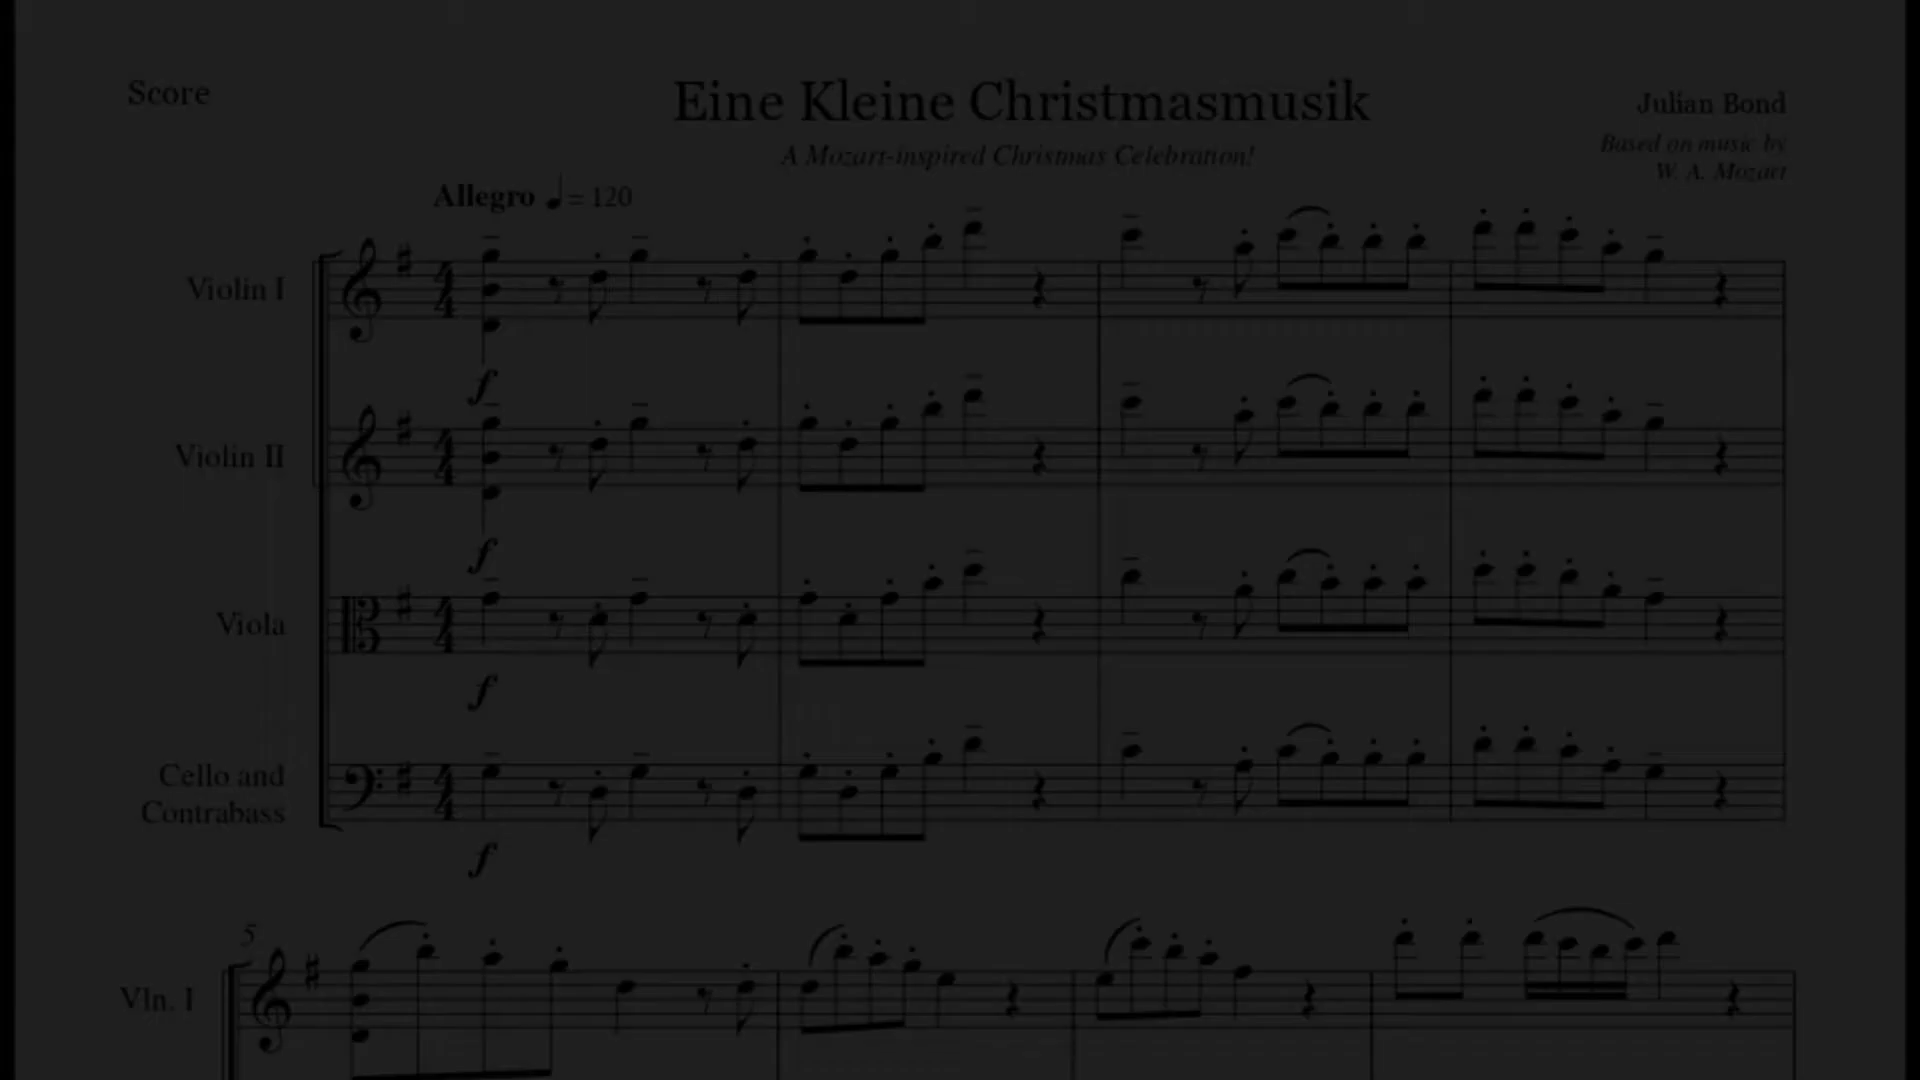 Score
Eine Kleine Christmasmusik
Julian Bond
A Mozart-inspired Christmas Celebration!
Based on music by
W. A. Mozart
Allegro ♩ = 120
Violin I
f
Violin II
f
Viola
f
Cello and
Contrabass
f
5
Vln. I